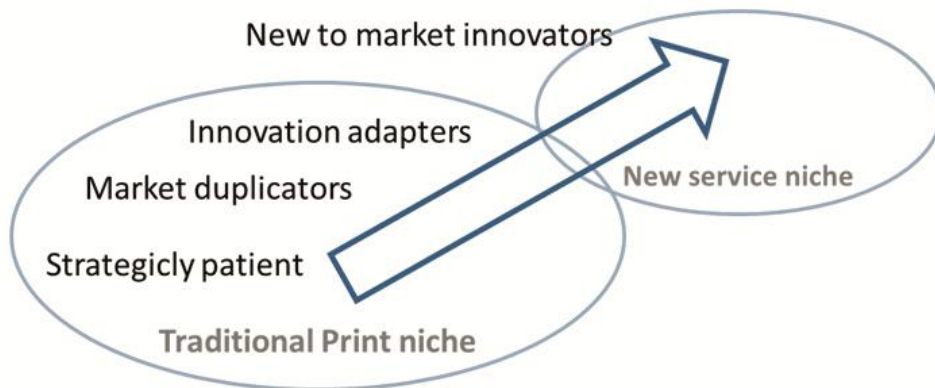 New to market innovators
Innovation adapters
Market duplicators
New service niche
Strategicly patient
Traditional Print niche